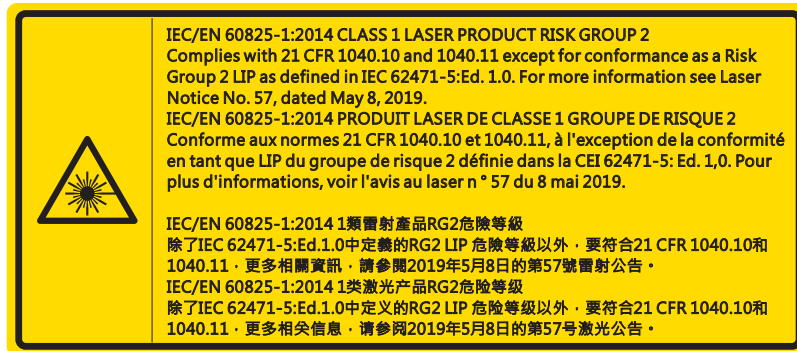 IEC/EN 60825-1:2014 CLASS 1 LASER PRODUCT RISK GROUP 2
Complies with 21 CFR 1040.10 and 1040.11 except for conformance as a Risk
Group 2 LIP as defined in IEC 62471-5:Ed. 1.0. For more information see Laser
Notice No. 57, dated May 8, 2019.
IEC/EN 60825-1:2014 PRODUIT LASER DE CLASSE 1 GROUPE DE RISQUE 2
Conforme aux normes 21 CFR 1040.10 et 1040.11, à l'exception de la conformité
en tant que LIP du groupe de risque 2 définie dans la CEI 62471-5: Ed. 1,0. Pour
plus d'informations, voir l'avis au laser n ° 57 du 8 mai 2019.
IEC/EN 60825-1:2014 1類雷射產品RG2危險等級
除了IEC 62471-5:Ed.1.0中定義的RG2 LIP 危險等級以外，要符合21 CFR 1040.10和
1040.11，更多相關資訊，請參閱2019年5月8日的第57號雷射公告。
IEC/EN 60825-1:2014 1类激光产品RG2危险等级
除了IEC 62471-5:Ed.1.0中定义的RG2 LIP 危险等级以外，要符合21 CFR 1040.10和
1040.11，更多相关信息，请参阅2019年5月8日的第57号激光公告。